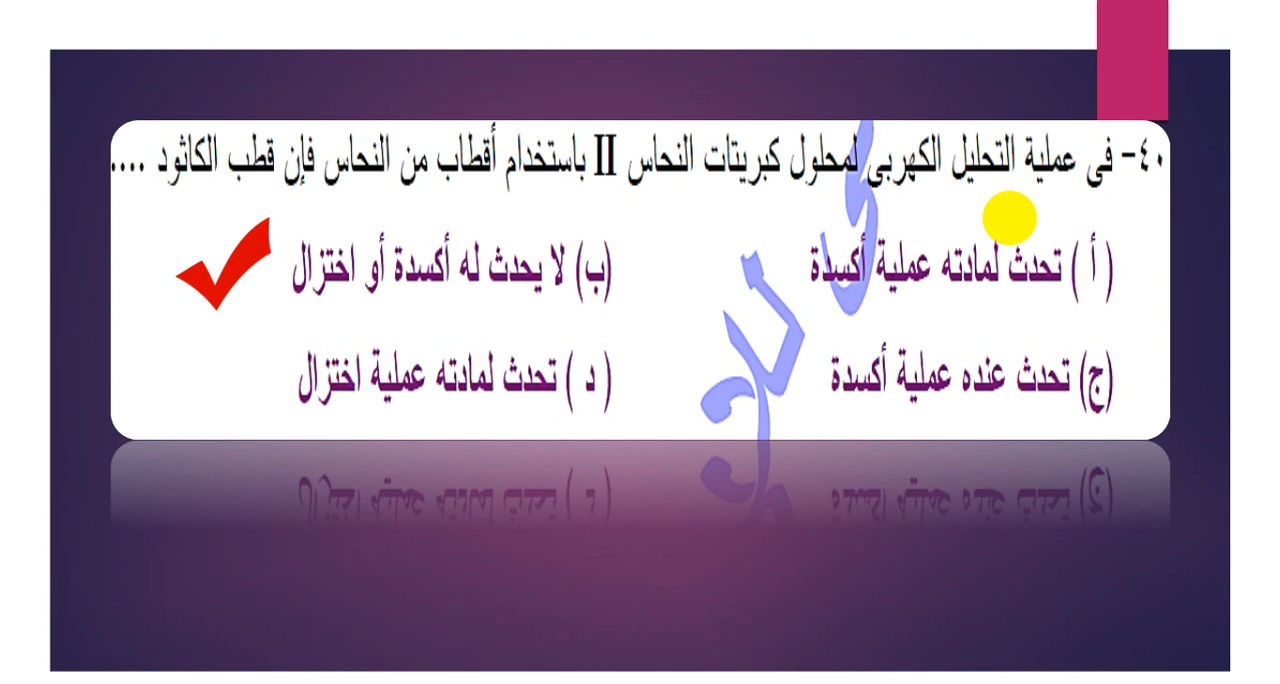 ٤٠- فى عملية التحليل الكهربى لمحلول كبريتات النحاس II باستخدام أقطاب من النحاس فإن قطب الكاثود ....
( أ ) تحدث لمادته عملية أكسدة (ب) لا يحدث له أكسدة أو اختزال
(ج) تحدث عنده عملية أكسدة ( د ) تحدث لمادته عملية اختزال